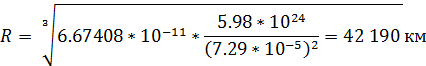 R = ∛(6.67408 * 10⁻¹¹ * 5.98 * 10²⁴ / (7.29 * 10⁻⁵)²) = 42 190 км